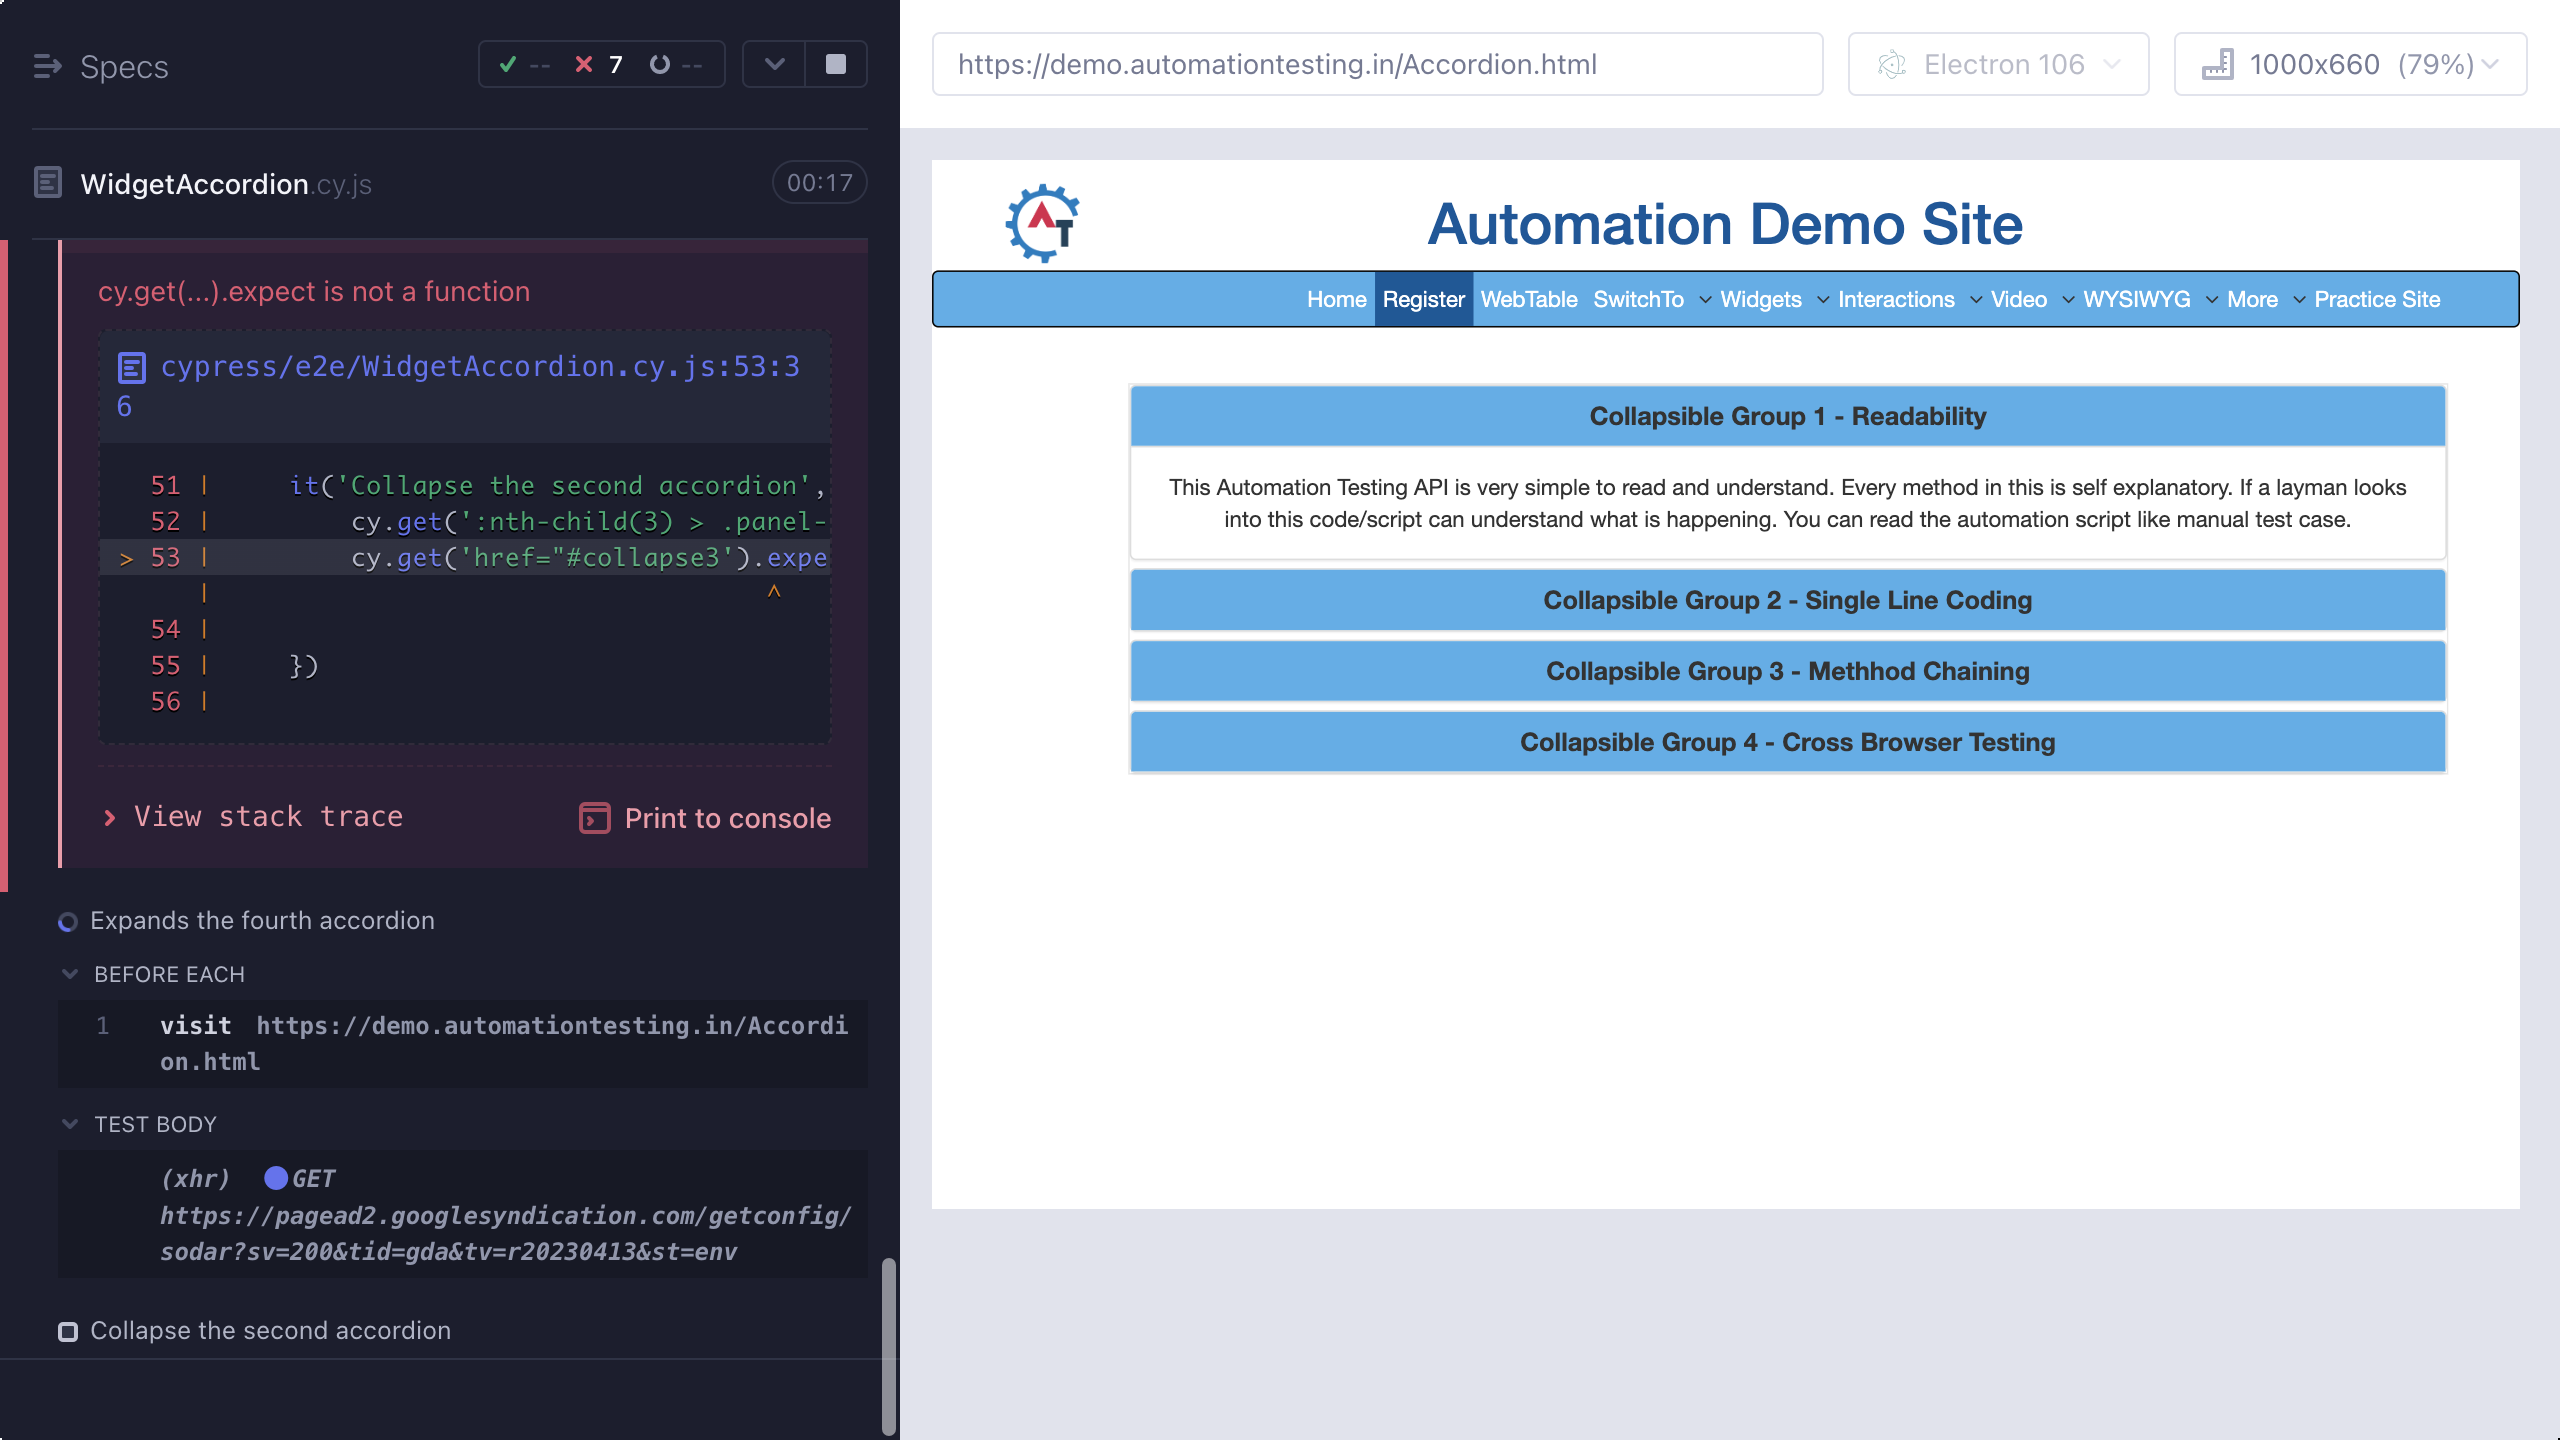 Specs
-- 7 --
WidgetAccordion.cy.js
00:17
cy.get(...).expect is not a function
cypress/e2e/WidgetAccordion.cy.js:53:3
6
51 | it('Collapse the second accordion',
52 | cy.get(':nth-child(3) > .panel-
> 53 | cy.get('href="#collapse3').expe
| ^
54 |
55 | })
56 |
View stack trace
Print to console
Expands the fourth accordion
BEFORE EACH
1 visit https://demo.automationtesting.in/Accordi
on.html
TEST BODY
(xhr) GET
https://pagead2.googlesyndication.com/getconfig/
sodar?sv=200&tid=gda&tv=r20230413&st=env
Collapse the second accordion
https://demo.automationtesting.in/Accordion.html
Electron 106
1000x660 (79%)
AT
Automation Demo Site
Home Register WebTable SwitchTo Widgets Interactions Video WYSIWYG More Practice Site
Collapsible Group 1 - Readability
This Automation Testing API is very simple to read and understand. Every method in this is self explanatory. If a layman looks
into this code/script can understand what is happening. You can read the automation script like manual test case.
Collapsible Group 2 - Single Line Coding
Collapsible Group 3 - Methhod Chaining
Collapsible Group 4 - Cross Browser Testing